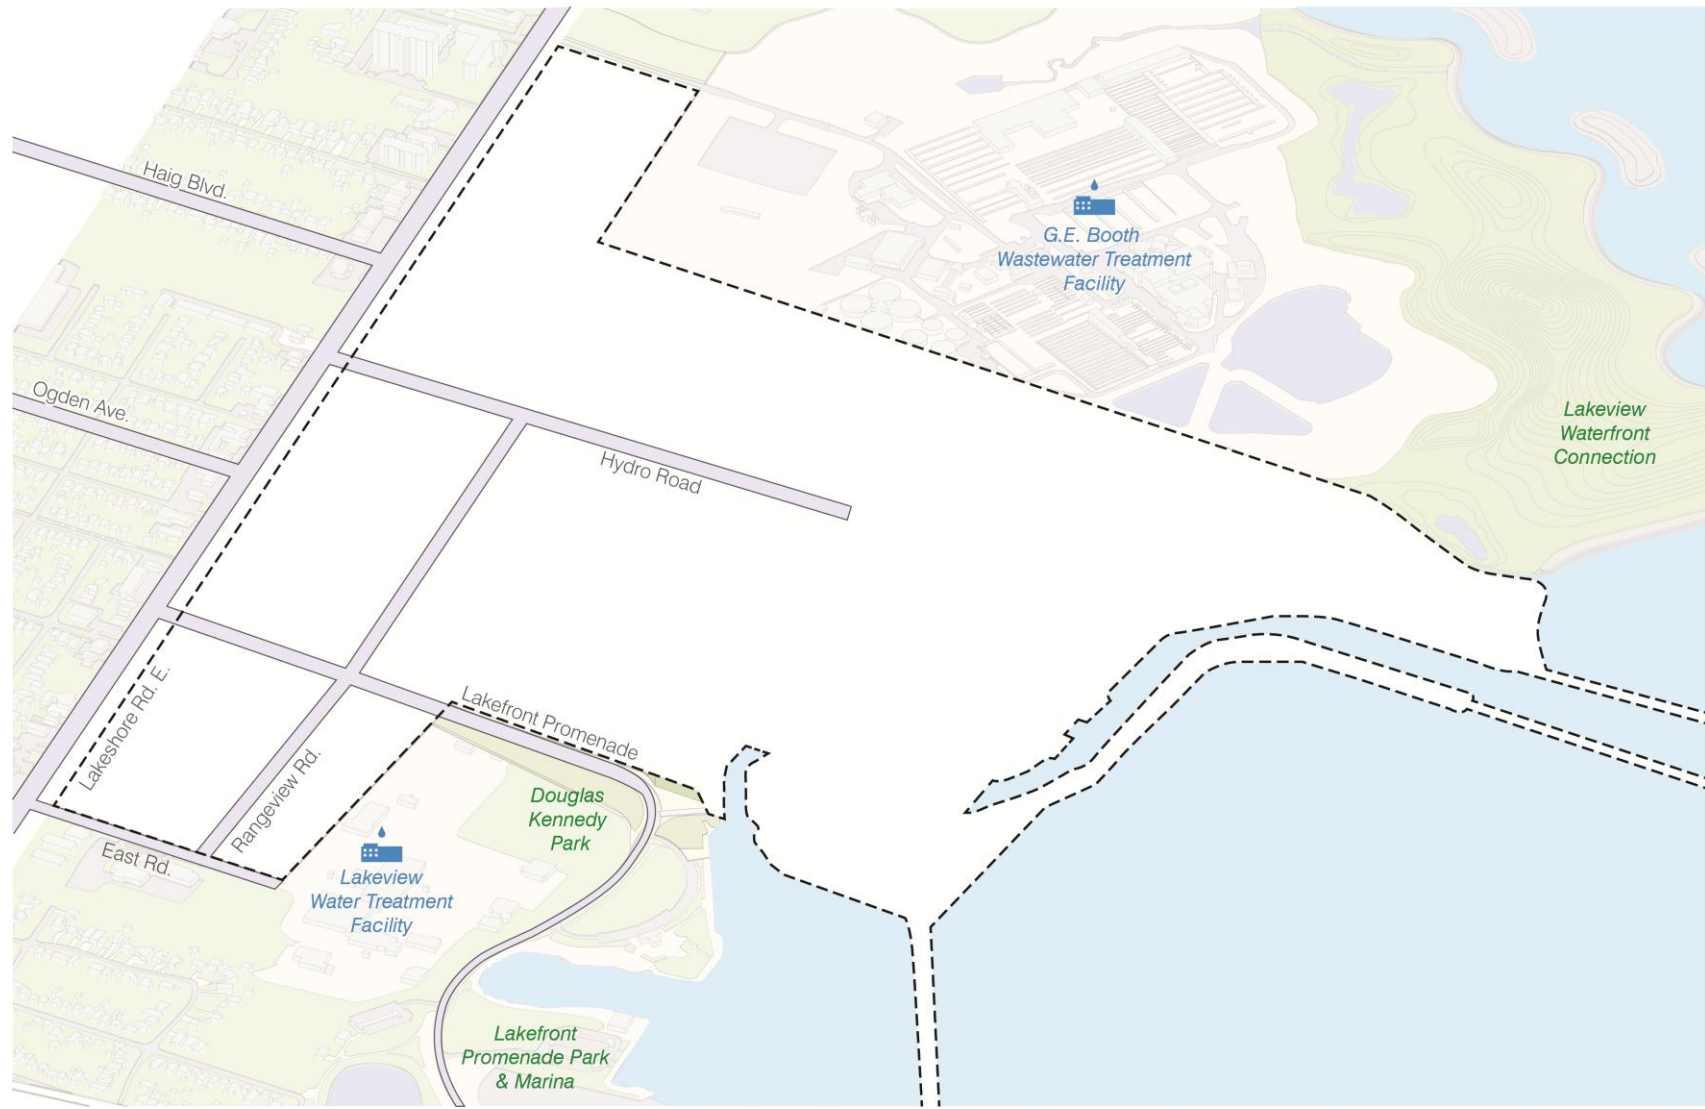 Haig Blvd.
G.E. Booth
Wastewater Treatment
Facility
Ogden Ave.
Lakeview
Waterfront
Connection
Hydro Road
Lakeshore Rd. E.
Lakefront Promenade
Rangeview Rd.
Douglas
Kennedy
Park
East Rd.
Lakeview
Water Treatment
Facility
Lakefront
Promenade Park
& Marina